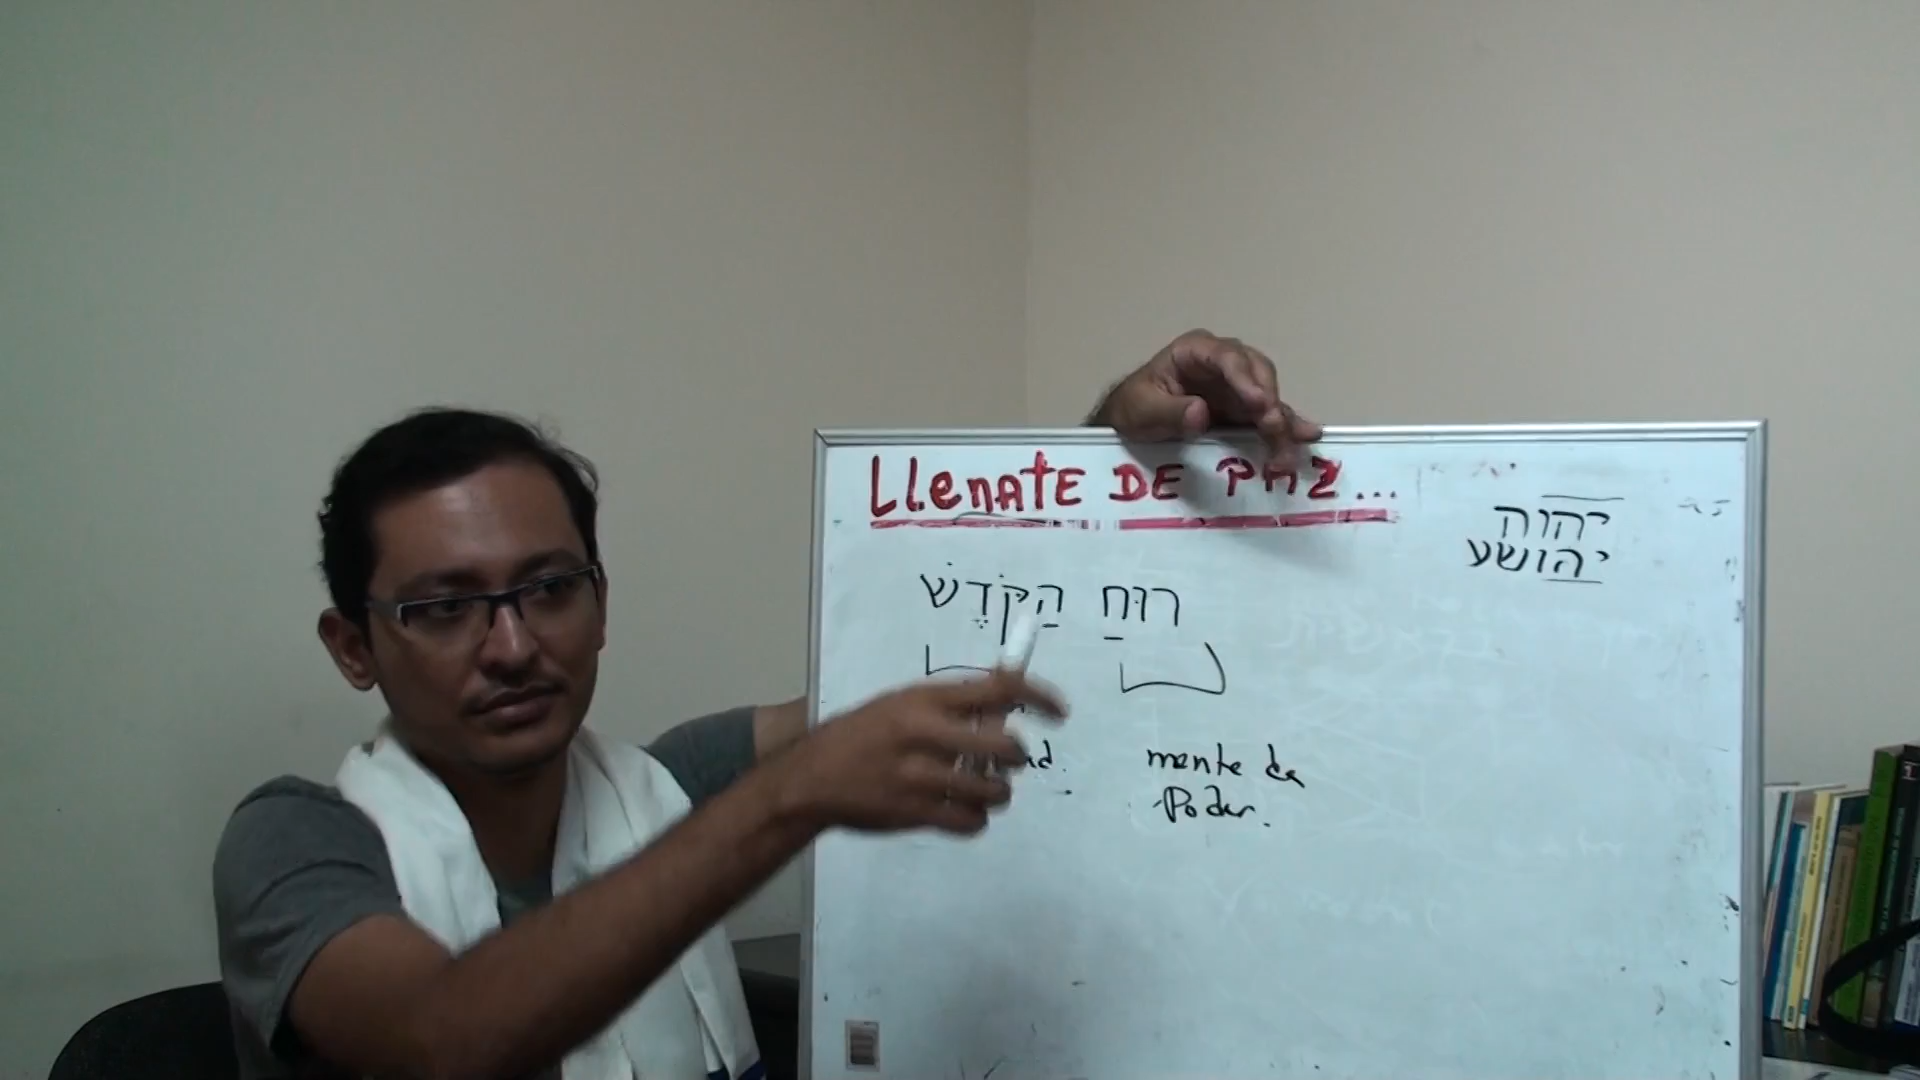 LLENATE DE PAZ...
יהוה
יהושע
רוּחַ הַקֹּדֶשׁ
mente de
Poder.